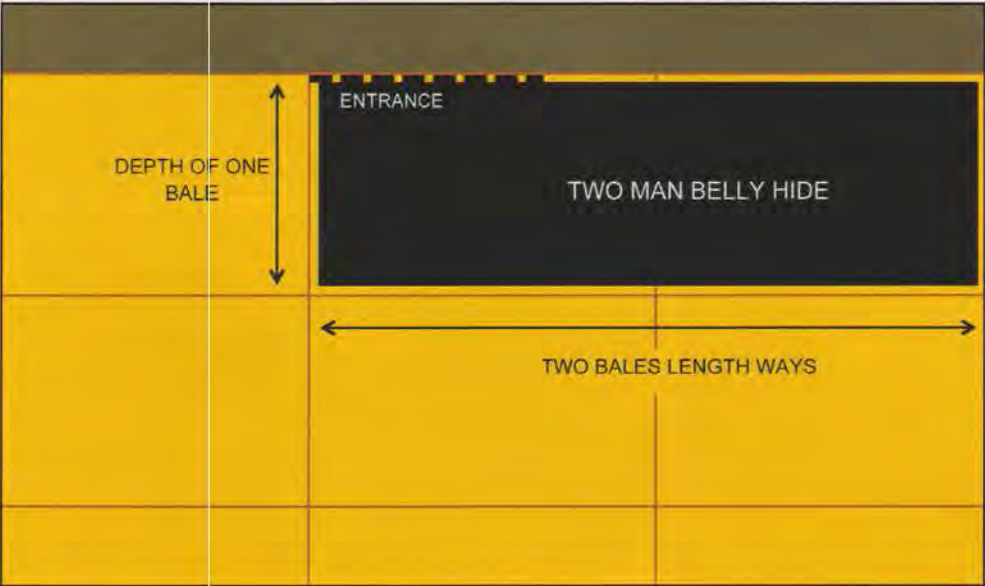 ENTRANCE
DEPTH OF ONE
BALE
TWO MAN BELLY HIDE
TWO BALES LENGTH WAYS